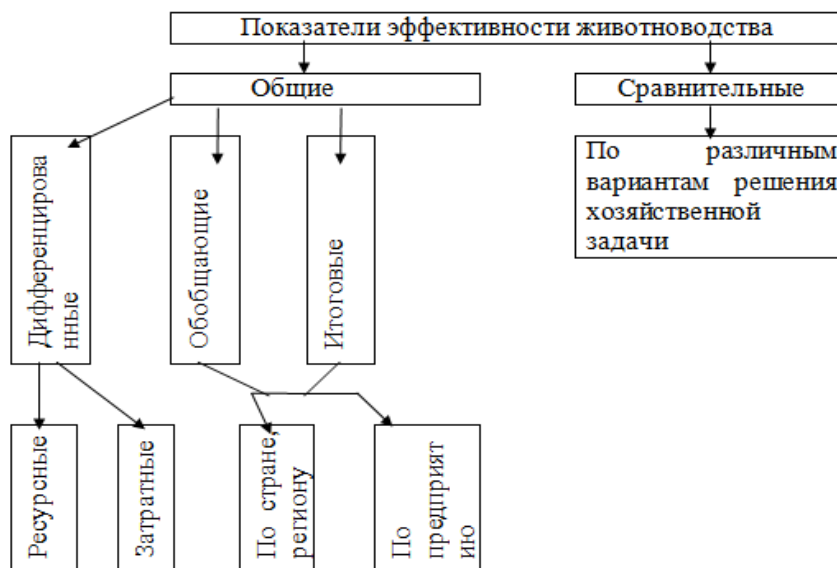 Показатели эффективности животноводства
Общие
Сравнительные
Дифференцирова
нные
Обобщающие
Итоговые
По различным
вариантам решения
хозяйственной
задачи
Ресурсные
Затратные
По стране,
региону
По
предприят
ию